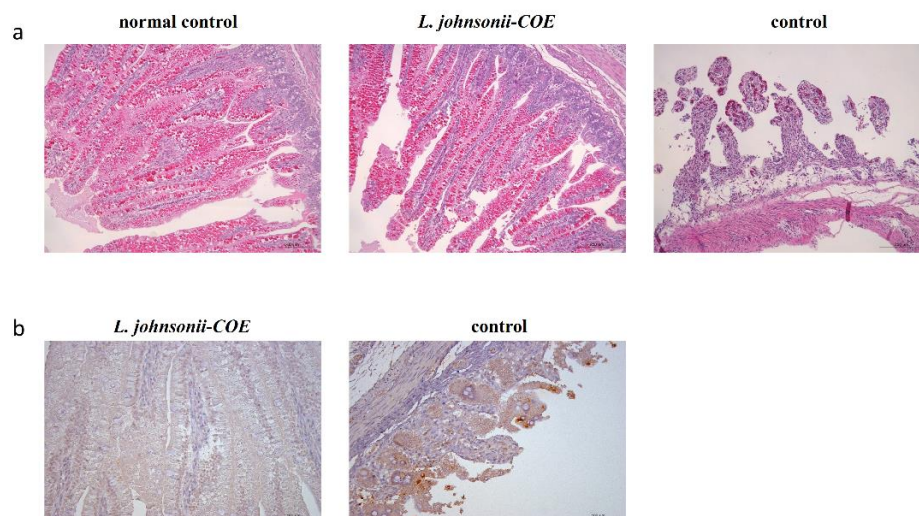 a
normal control
L. johnsonii-COE
control
b
L. johnsonii-COE
control